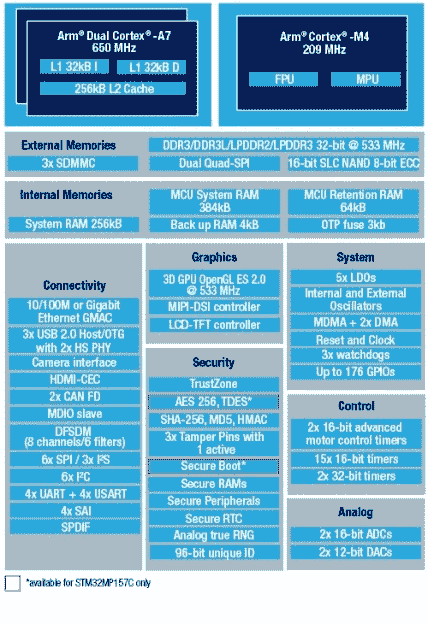 Arm® Dual Cortex®-A7
650 MHz
L1 32kB I
L1 32kB D
256kB L2 Cache
Arm® Cortex®-M4
209 MHz
FPU
MPU
External Memories
DDR3/DDR3L/LPDDR2/LPDDR3 32-bit @ 533 MHz
3x SDMMC
Dual Quad-SPI
16-bit SLC NAND 8-bit ECC
Internal Memories
MCU System RAM
384kB
MCU Retention RAM
64kB
System RAM 256kB
Back up RAM 4kB
OTP fuse 3kb
Connectivity
10/100M or Gigabit
Ethernet GMAC
3x USB 2.0 Host/OTG
with 2x HS PHY
Camera interface
HDMI-CEC
2x CAN FD
MDIO slave
DFSDM
(8 channels/6 filters)
6x SPI / 3x I²S
6x I²C
4x UART + 4x USART
4x SAI
SPDIF
Graphics
3D GPU OpenGL ES 2.0
@ 533 MHz
MIPI-DSI controller
LCD-TFT controller
Security
TrustZone
AES 256, TDES*
SHA-256, MD5, HMAC
3x Tamper Pins with
1 active
Secure Boot*
Secure RAMs
Secure Peripherals
Secure RTC
Analog true RNG
96-bit unique ID
System
5x LDOs
Internal and External
Oscillators
MDMA + 2x DMA
Reset and Clock
3x watchdogs
Up to 176 GPIOs
Control
2x 16-bit advanced
motor control timers
15x 16-bit timers
2x 32-bit timers
Analog
2x 16-bit ADCs
2x 12-bit DACs
*available for STM32MP157C only